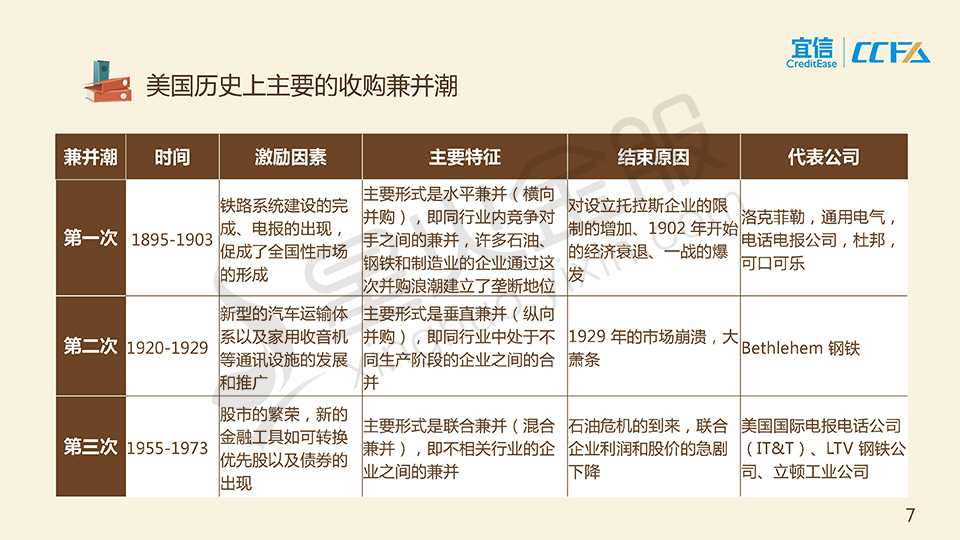 宜信
CreditEase
CCFA
美国历史上主要的收购兼并潮
兼并潮 时间 激励因素 主要特征 结束原因 代表公司
第一次
1895-1903
铁路系统建设的完
成、电报的出现，
促成了全国性市场
的形成
主要形式是水平兼并（横向
并购），即同行业内竞争对
手之间的兼并，许多石油、
钢铁和制造业的企业通过这
次并购浪潮建立了垄断地位
对设立托拉斯企业的限
制的增加、1902 年开始
的经济衰退、一战的爆
发
洛克菲勒，通用电气，
电话电报公司，杜邦，
可口可乐
第二次
1920-1929
新型的汽车运输体
系以及家用收音机
等通讯设施的发展
和推广
主要形式是垂直兼并（纵向
并购），即同行业中处于不
同生产阶段的企业之间的合
并
1929 年的市场崩溃，大
萧条
Bethlehem 钢铁
第三次
1955-1973
股市的繁荣，新的
金融工具如可转换
优先股以及债券的
出现
主要形式是联合兼并（混合
兼并），即不相关行业的企
业之间的兼并
石油危机的到来，联合
企业利润和股价的急剧
下降
美国国际电报电话公司
（IT&T）、LTV 钢铁公
司、立顿工业公司
7